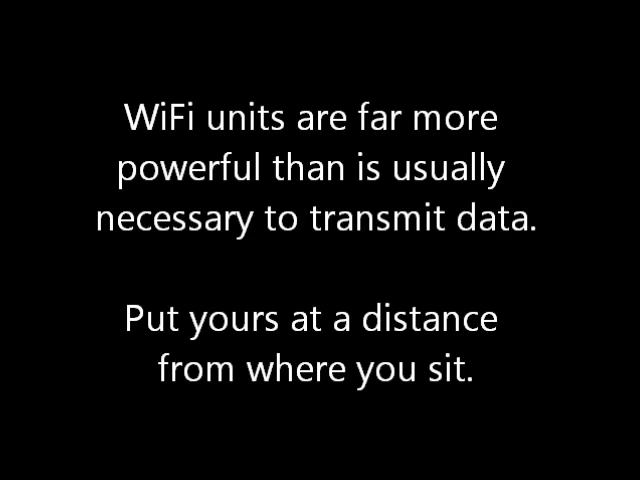 WiFi units are far more
powerful than is usually
necessary to transmit data.
Put yours at a distance
from where you sit.